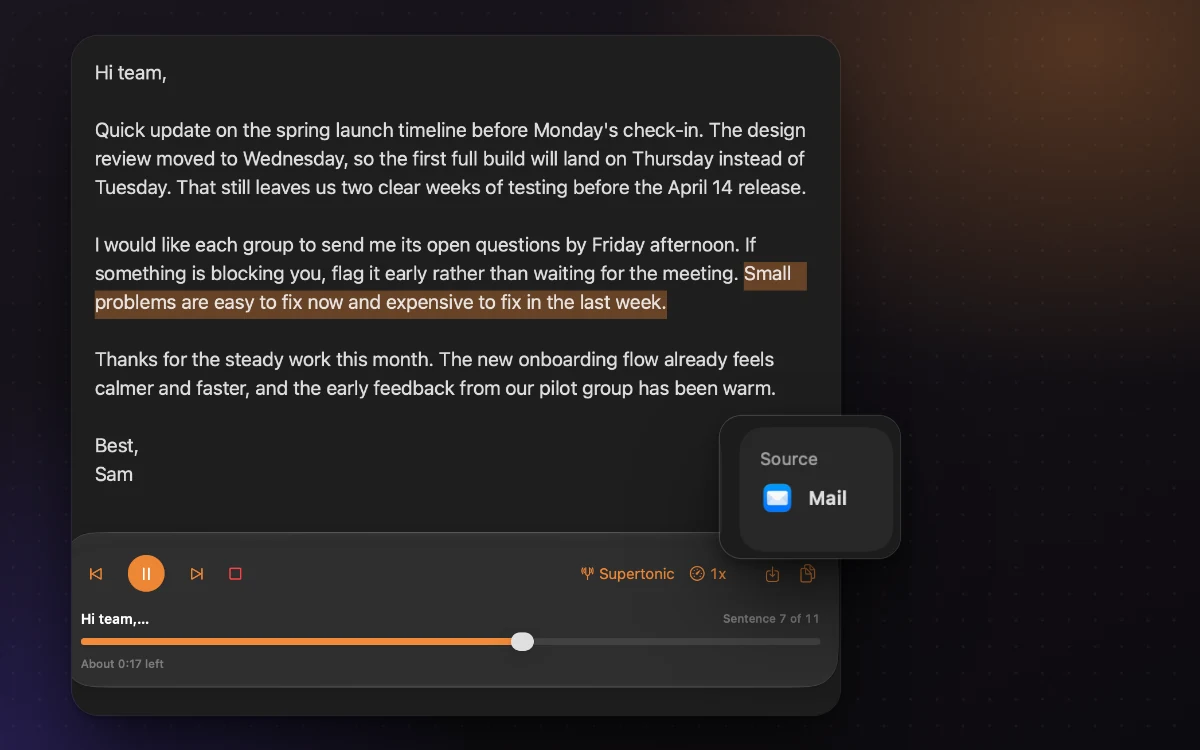 Hi team,
Quick update on the spring launch timeline before Monday's check-in. The design
review moved to Wednesday, so the first full build will land on Thursday instead of
Tuesday. That still leaves us two clear weeks of testing before the April 14 release.
I would like each group to send me its open questions by Friday afternoon. If
something is blocking you, flag it early rather than waiting for the meeting. Small
problems are easy to fix now and expensive to fix in the last week.
Thanks for the steady work this month. The new onboarding flow already feels
calmer and faster, and the early feedback from our pilot group has been warm.
Best,
Sam
Source
Mail
Supertonic 1x
Hi team,... Sentence 7 of 11
About 0:17 left